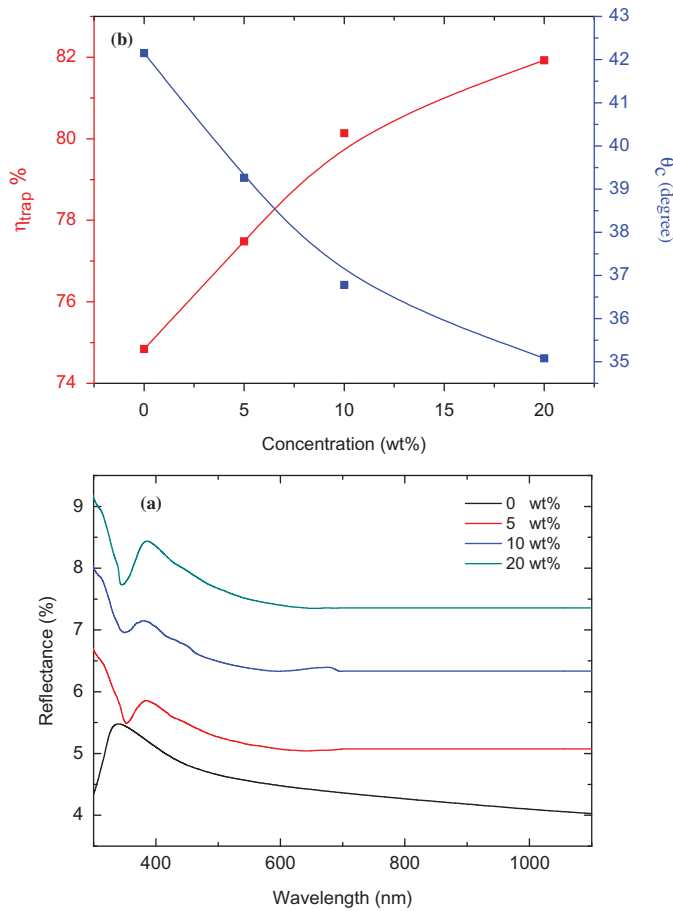 (b)
82
80
78
76
74
η_trap %
43
42
41
40
39
38
37
36
35
θ_c (degree)
0 5 10 15 20
Concentration (wt%)
(a)
0 wt%
5 wt%
10 wt%
20 wt%
9
8
7
6
5
4
Reflectance (%)
400 600 800 1000
Wavelength (nm)